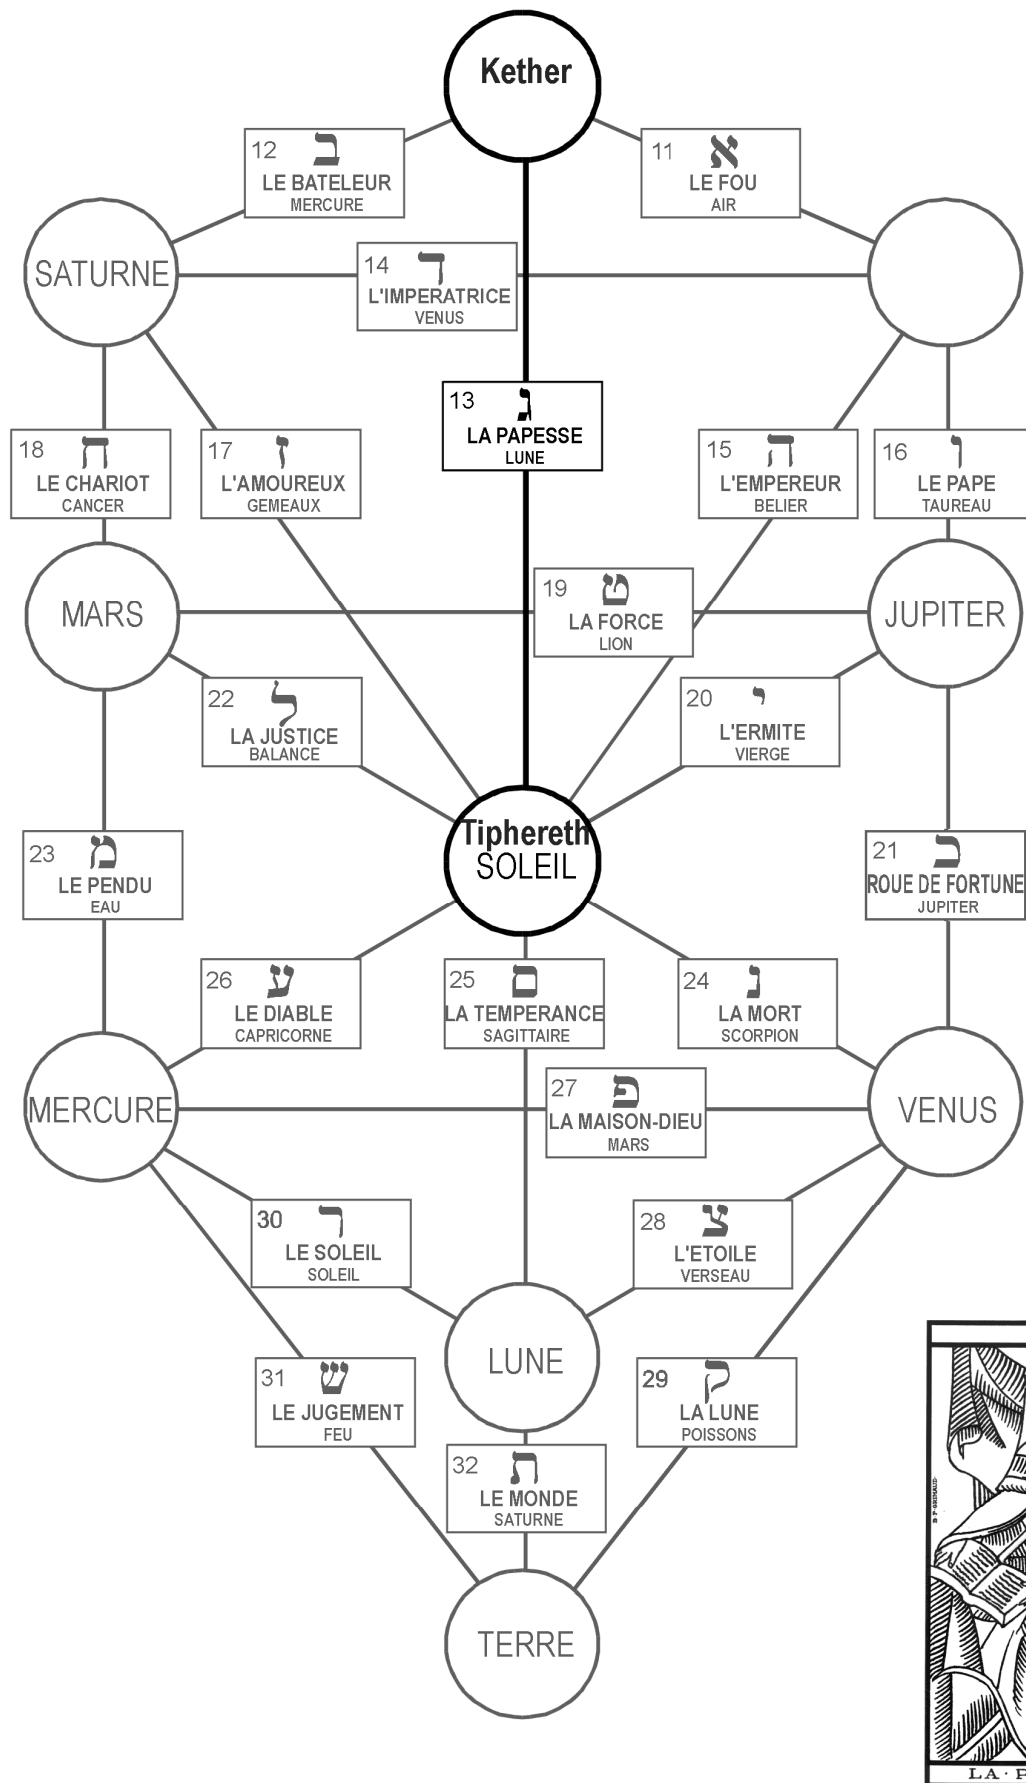 Kether
12 ב
LE BATELEUR
MERCURE
11 א
LE FOU
AIR
SATURNE
14 ד
L'IMPERATRICE
VENUS
13 ג
LA PAPESSE
LUNE
18 ח
LE CHARIOT
CANCER
17 ז
L'AMOUREUX
GEMEAUX
15 ה
L'EMPEREUR
BELIER
16 ו
LE PAPE
TAUREAU
MARS
19 ט
LA FORCE
LION
JUPITER
22 ל
LA JUSTICE
BALANCE
20 י
L'ERMITE
VIERGE
Tiphereth
SOLEIL
23 מ
LE PENDU
EAU
21 כ
ROUE DE FORTUNE
JUPITER
26 ע
LE DIABLE
CAPRICORNE
25 ם
LA TEMPERANCE
SAGITTAIRE
24 נ
LA MORT
SCORPION
MERCURE
27 פ
LA MAISON-DIEU
MARS
VENUS
30 ר
LE SOLEIL
SOLEIL
28 צ
L'ETOILE
VERSEAU
LUNE
31 ש
LE JUGEMENT
FEU
29 ק
LA LUNE
POISSONS
32 ת
LE MONDE
SATURNE
TERRE
B·P·GRIMAUD
LA · P